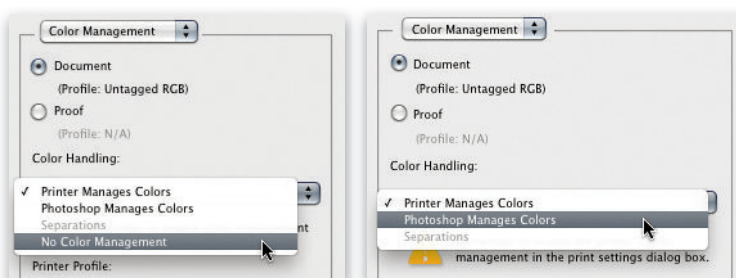 Color Management
Document
(Profile: Untagged RGB)
Proof
(Profile: N/A)
Color Handling:
✓ Printer Manages Colors
Photoshop Manages Colors
Separations
No Color Management
nt
Printer Profile:
Color Management
Document
(Profile: Untagged RGB)
Proof
(Profile: N/A)
Color Handling:
✓ Printer Manages Colors
Photoshop Manages Colors
Separations
management in the print settings dialog box.